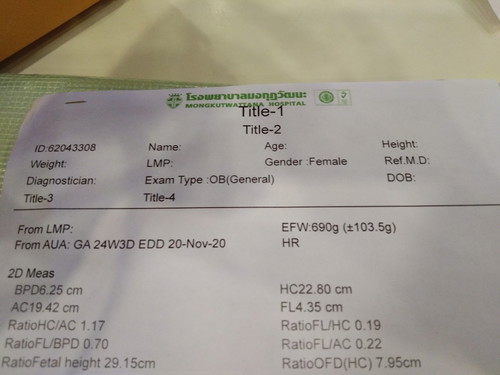 โรงพยาบาลมงกุฎวัฒนะ
MONGKUTWATTANA HOSPITAL
Title-1
Title-2
ID:62043308 Name: Age: Height:
Weight: LMP: Gender :Female Ref.M.D:
Diagnostician: Exam Type :OB(General) DOB:
Title-3 Title-4
From LMP: EFW:690g (±103.5g)
From AUA: GA 24W3D EDD 20-Nov-20 HR
2D Meas
BPD6.25 cm HC22.80 cm
AC19.42 cm FL4.35 cm
RatioHC/AC 1.17 RatioFL/HC 0.19
RatioFL/BPD 0.70 RatioFL/AC 0.22
RatioFetal height 29.15cm RatioOFD(HC) 7.95cm